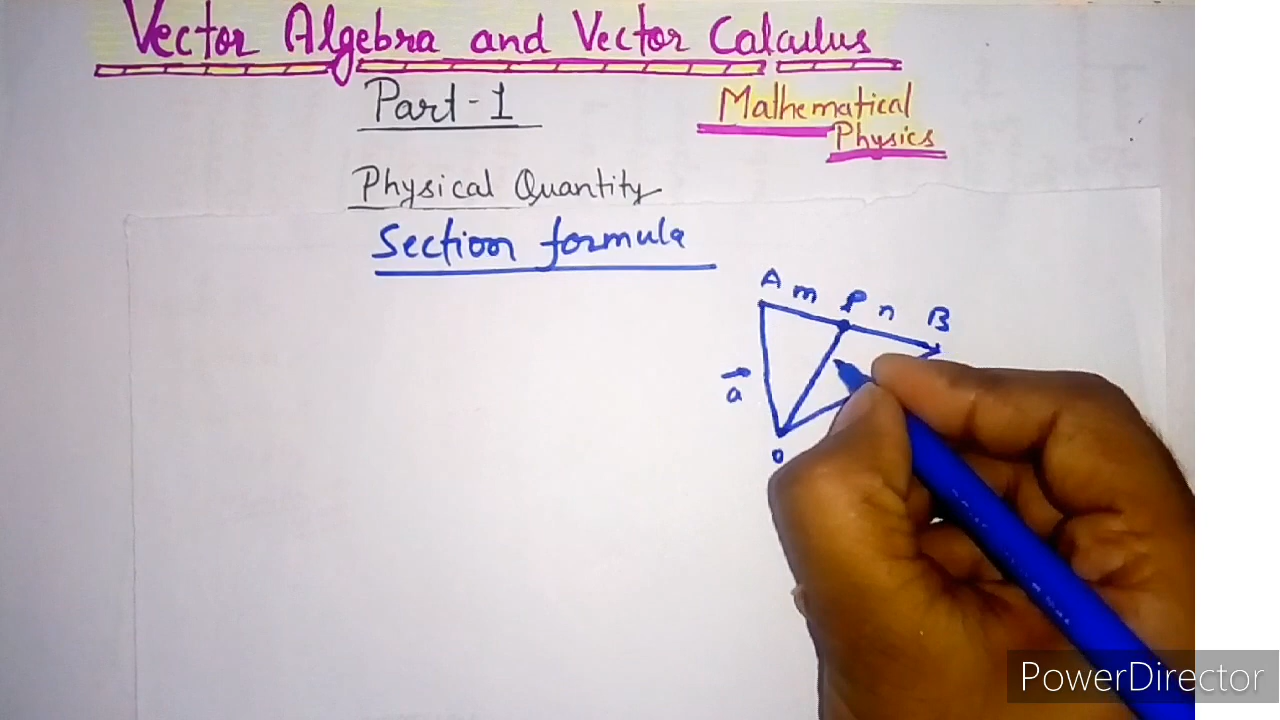 Vector Algebra and Vector Calculus
Part-1
Mathematical
Physics
Physical Quantity
Section formula
A m P n B
a
O
PowerDirector